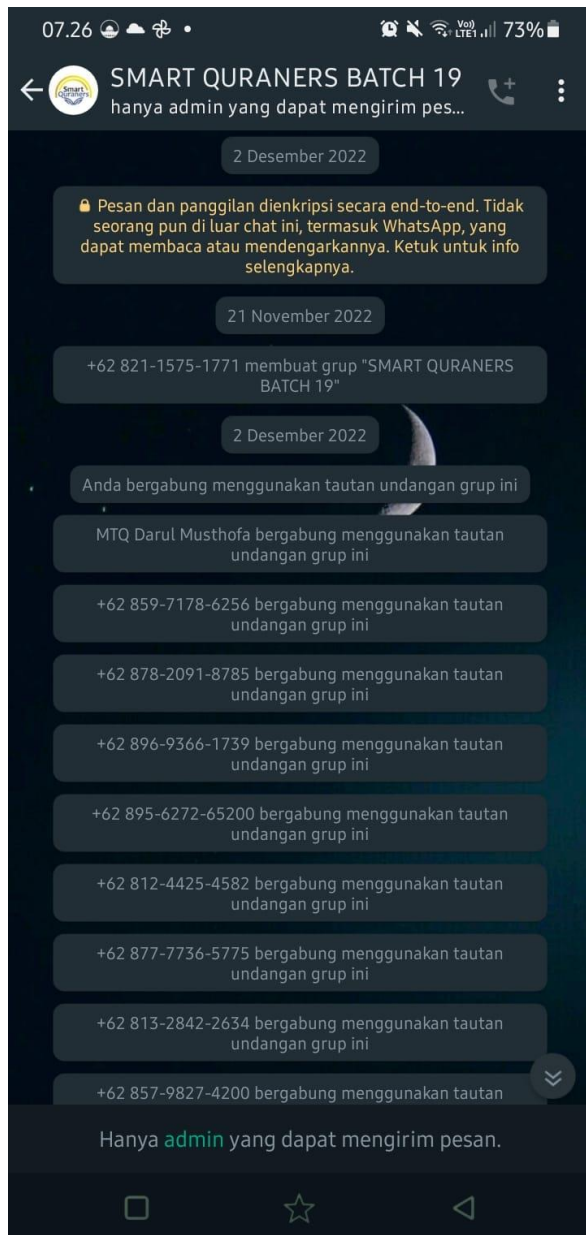 07.26
Voo) LTE1 73%
Smart Quraners
SMART QURANERS BATCH 19
hanya admin yang dapat mengirim pes...
2 Desember 2022
Pesan dan panggilan dienkripsi secara end-to-end. Tidak
seorang pun di luar chat ini, termasuk WhatsApp, yang
dapat membaca atau mendengarkannya. Ketuk untuk info
selengkapnya.
21 November 2022
+62 821-1575-1771 membuat grup "SMART QURANERS
BATCH 19"
2 Desember 2022
Anda bergabung menggunakan tautan undangan grup ini
MTQ Darul Musthofa bergabung menggunakan tautan
undangan grup ini
+62 859-7178-6256 bergabung menggunakan tautan
undangan grup ini
+62 878-2091-8785 bergabung menggunakan tautan
undangan grup ini
+62 896-9366-1739 bergabung menggunakan tautan
undangan grup ini
+62 895-6272-65200 bergabung menggunakan tautan
undangan grup ini
+62 812-4425-4582 bergabung menggunakan tautan
undangan grup ini
+62 877-7736-5775 bergabung menggunakan tautan
undangan grup ini
+62 813-2842-2634 bergabung menggunakan tautan
undangan grup ini
+62 857-9827-4200 bergabung menggunakan tautan
Hanya admin yang dapat mengirim pesan.